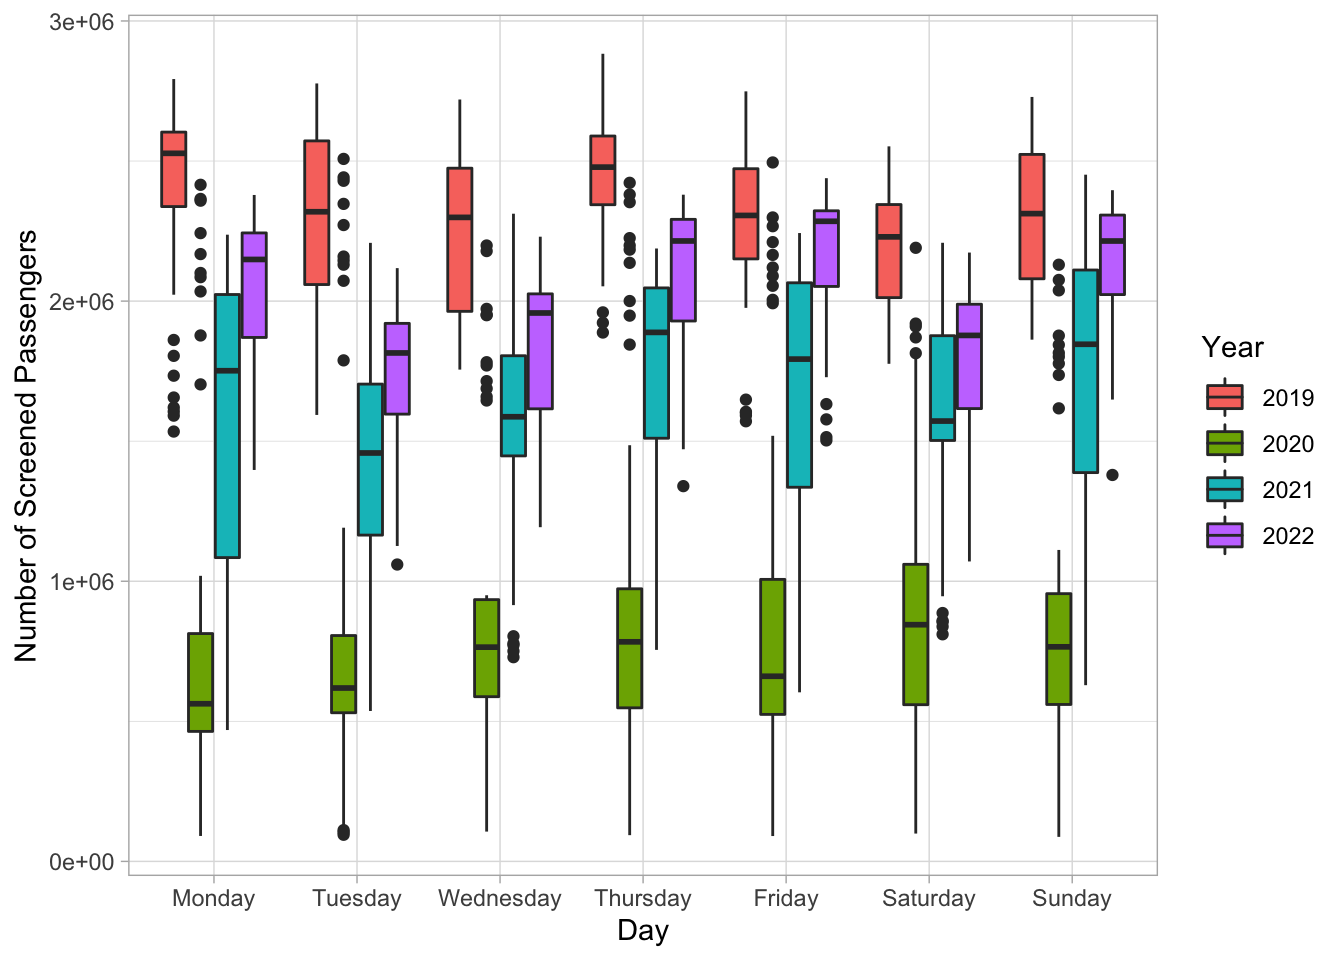 Number of Screened Passengers
3e+06
2e+06
1e+06
0e+00
Monday Tuesday Wednesday Thursday Friday Saturday Sunday
Day
Year
2019
2020
2021
2022